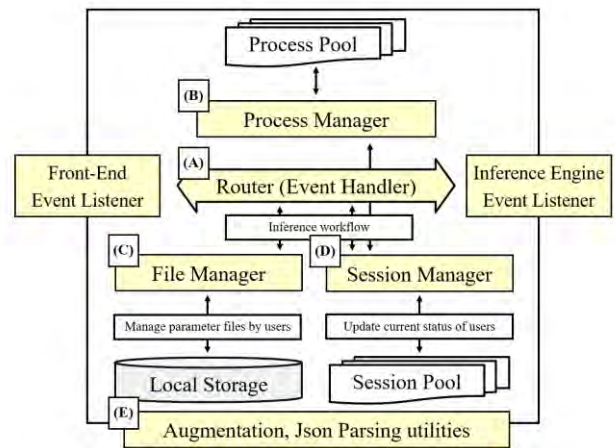 Process Pool
(B)
Process Manager
Front-End
Event Listener
(A)
Router (Event Handler)
Inference Engine
Event Listener
Inference workflow
(C)
File Manager
(D)
Session Manager
Manage parameter files by users
Update current status of users
Local Storage
Session Pool
(E)
Augmentation, Json Parsing utilities